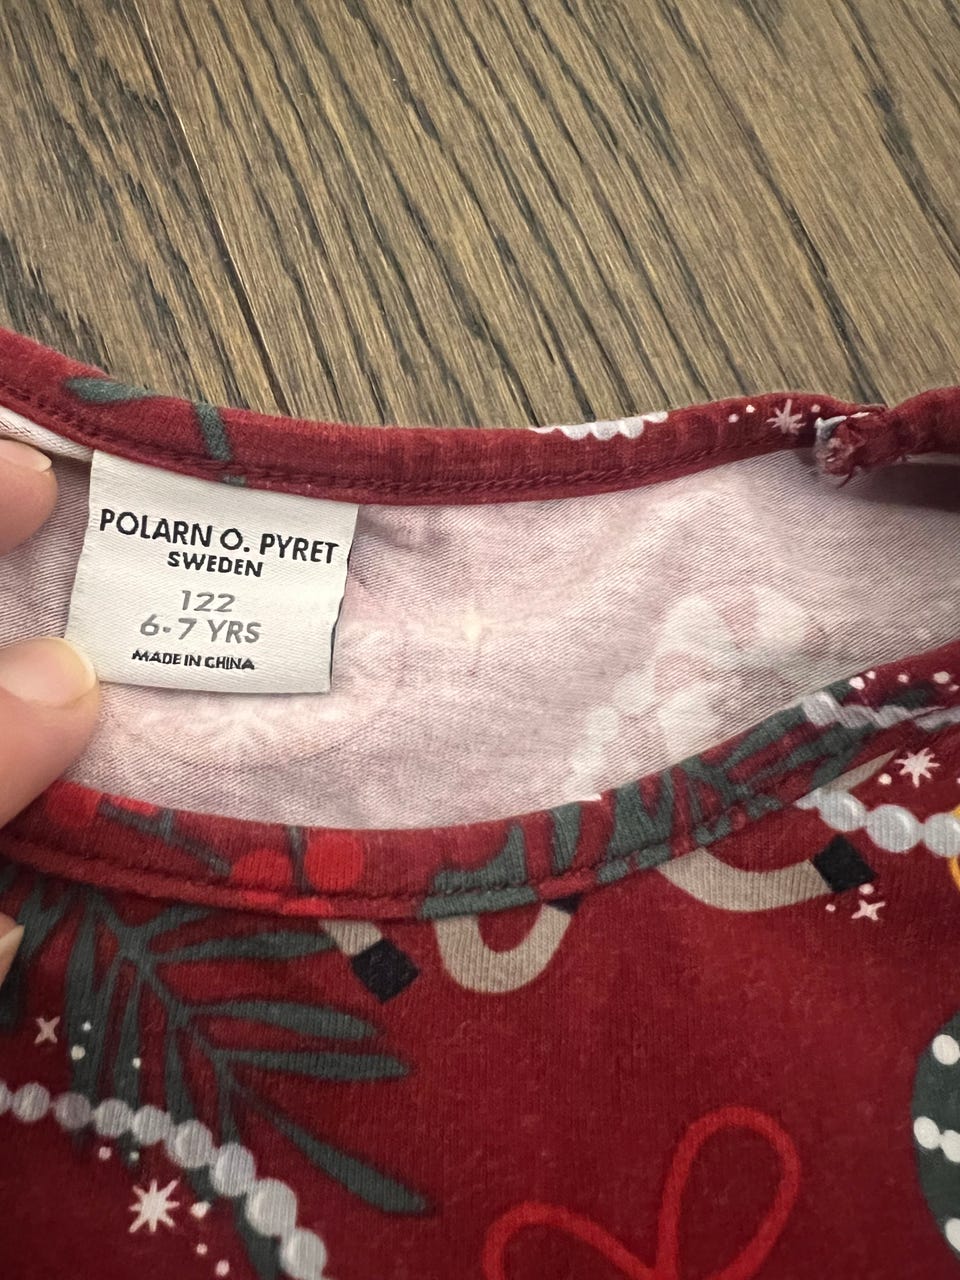 POLARN O. PYRET
SWEDEN
122
6-7 YRS
MADE IN CHINA